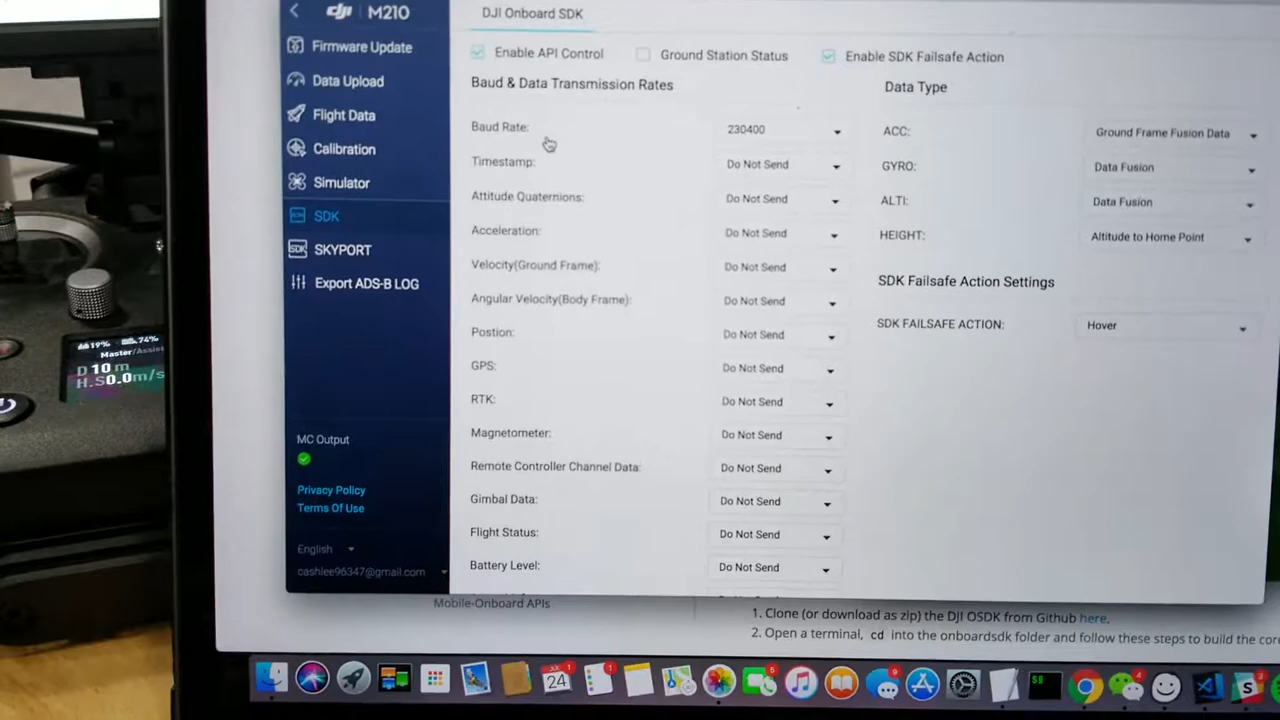 dji M210
Firmware Update
Data Upload
Flight Data
Calibration
Simulator
SDK
SKYPORT
Export ADS-B LOG
MC Output
Privacy Policy
Terms Of Use
English
cashlee96347@gmail.com
DJI Onboard SDK
Enable API Control
Ground Station Status
Enable SDK Failsafe Action
Baud & Data Transmission Rates
Baud Rate: 230400
Timestamp: Do Not Send
Attitude Quaternions: Do Not Send
Acceleration: Do Not Send
Velocity(Ground Frame): Do Not Send
Angular Velocity(Body Frame): Do Not Send
Postion: Do Not Send
GPS: Do Not Send
RTK: Do Not Send
Magnetometer: Do Not Send
Remote Controller Channel Data: Do Not Send
Gimbal Data: Do Not Send
Flight Status: Do Not Send
Battery Level: Do Not Send
Data Type
ACC: Ground Frame Fusion Data
GYRO: Data Fusion
ALTI: Data Fusion
HEIGHT: Altitude to Home Point
SDK Failsafe Action Settings
SDK FAILSAFE ACTION: Hover
19% 74%
Master/Assist
D 10 m
H.S 0.0 m/s
Mobile-Onboard APIs
1. Clone (or download as zip) the DJI OSDK from Github here.
2. Open a terminal, cd into the onboardsdk folder and follow these steps to build the
24